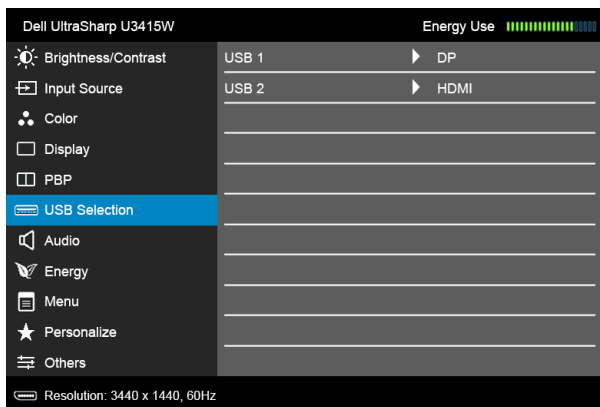 Dell UltraSharp U3415W
Energy Use
Brightness/Contrast
USB 1
DP
Input Source
USB 2
HDMI
Color
Display
PBP
USB Selection
Audio
Energy
Menu
Personalize
Others
Resolution: 3440 x 1440, 60Hz